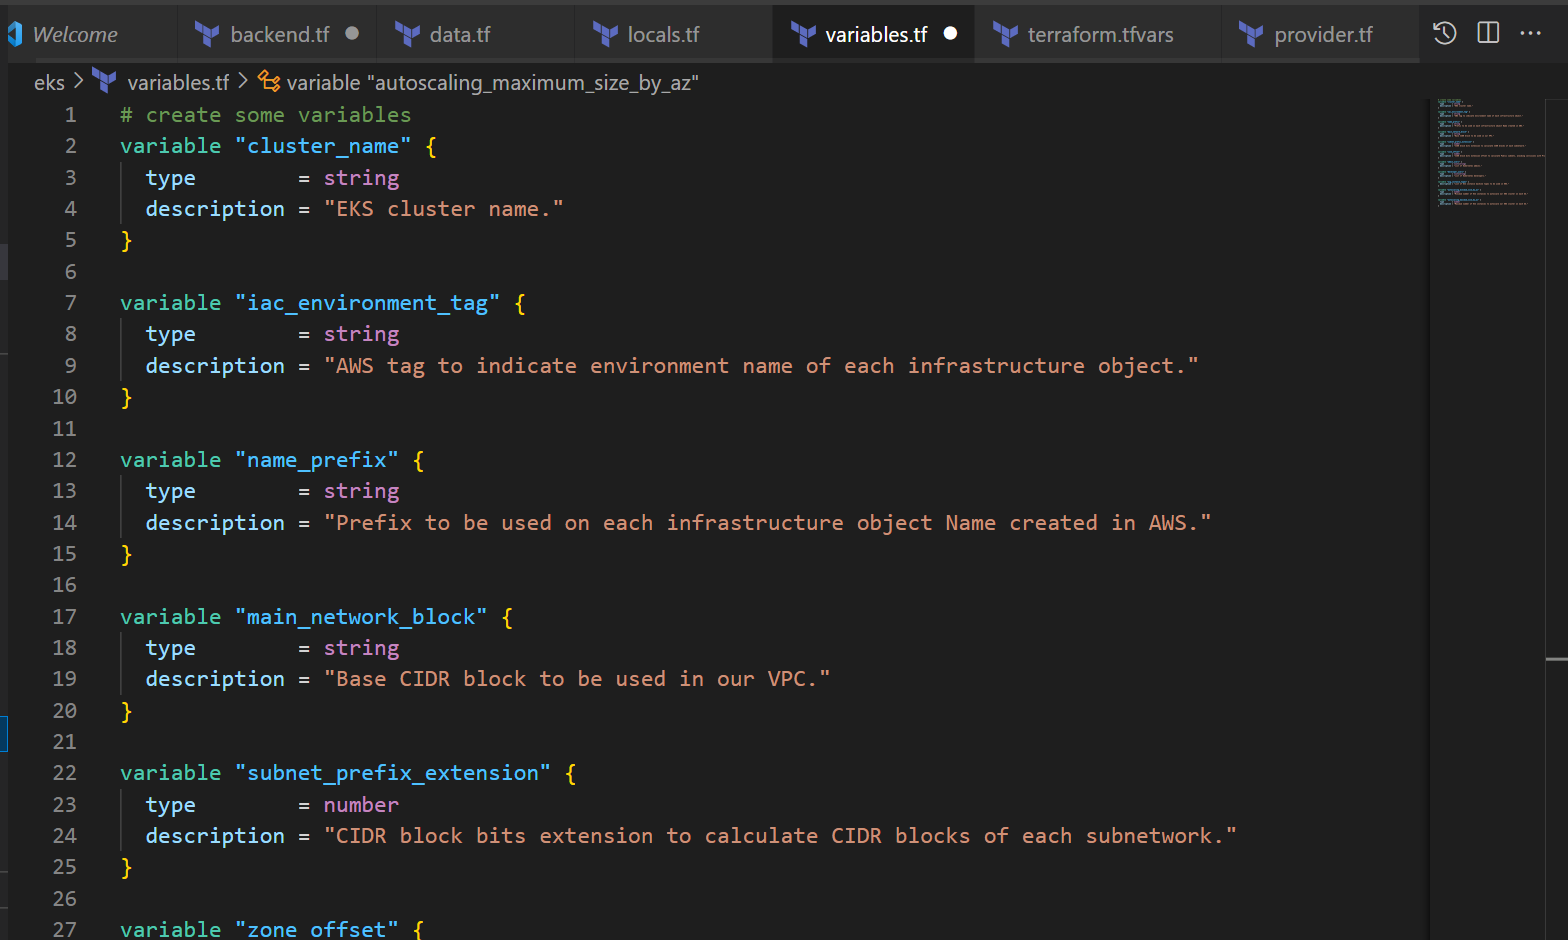 Welcome backend.tf data.tf locals.tf variables.tf terraform.tfvars provider.tf
eks > variables.tf > variable "autoscaling_maximum_size_by_az"
1 # create some variables
2 variable "cluster_name" {
3 type = string
4 description = "EKS cluster name."
5 }
6
7 variable "iac_environment_tag" {
8 type = string
9 description = "AWS tag to indicate environment name of each infrastructure object."
10 }
11
12 variable "name_prefix" {
13 type = string
14 description = "Prefix to be used on each infrastructure object Name created in AWS."
15 }
16
17 variable "main_network_block" {
18 type = string
19 description = "Base CIDR block to be used in our VPC."
20 }
21
22 variable "subnet_prefix_extension" {
23 type = number
24 description = "CIDR block bits extension to calculate CIDR blocks of each subnetwork."
25 }
26
27 variable "zone_offset" {